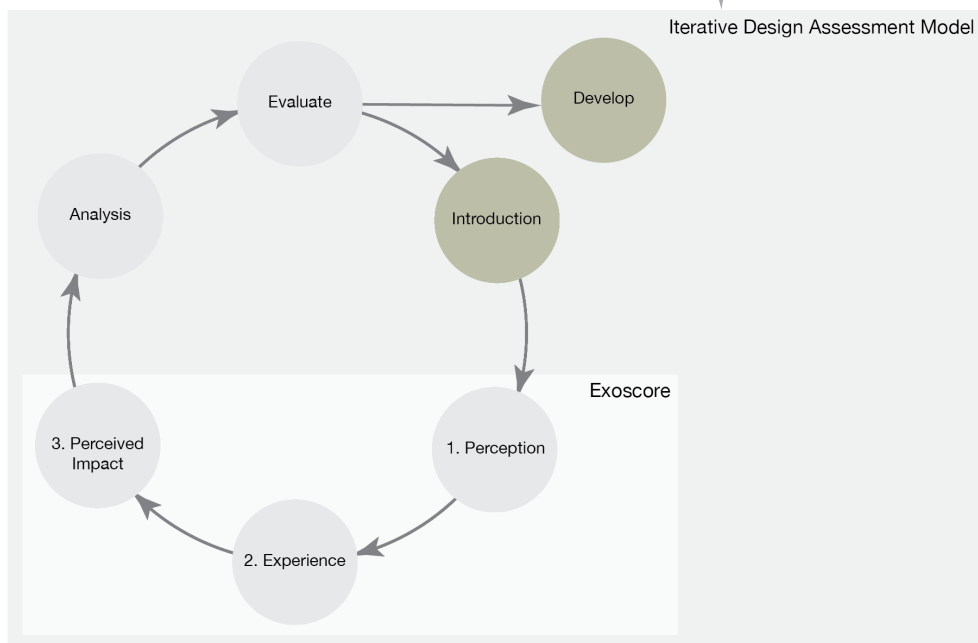 Iterative Design Assessment Model
Evaluate
Develop
Analysis
Introduction
Exoscore
3. Perceived
Impact
1. Perception
2. Experience